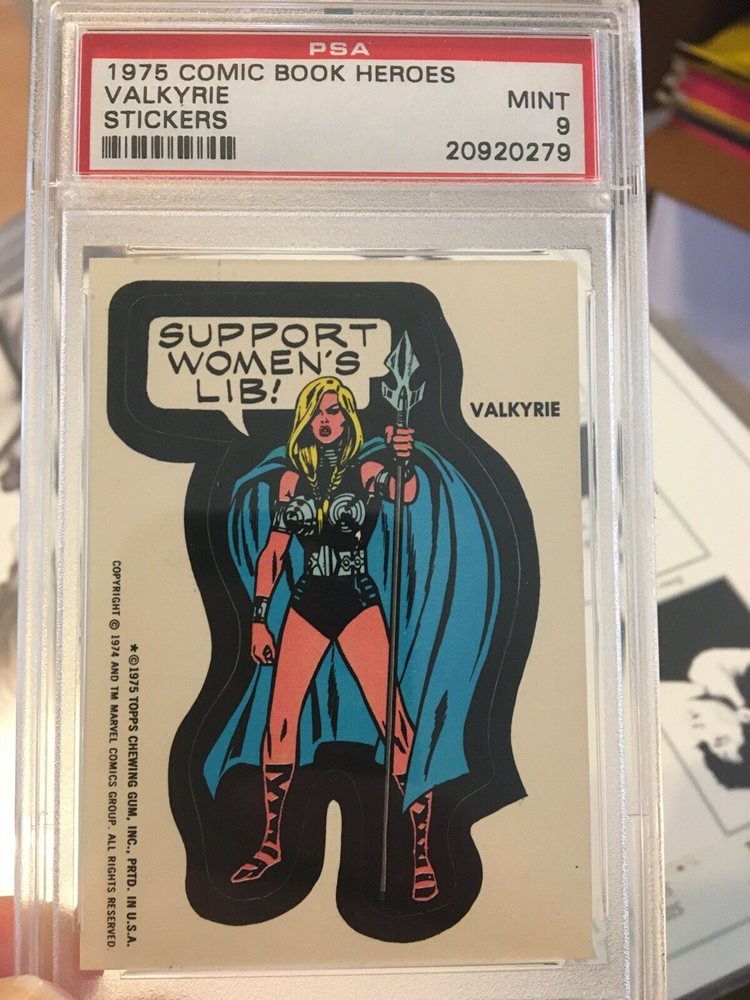 PSA
1975 COMIC BOOK HEROES
VALKYRIE
MINT
STICKERS
9
20920279
SUPPORT
WOMEN'S
LIB!
VALKYRIE
* © 1975 TOPPS CHEWING GUM, INC., PRTD. IN U.S.A.
COPYRIGHT © 1974 AND TM MARVEL COMICS GROUP. ALL RIGHTS RESERVED.